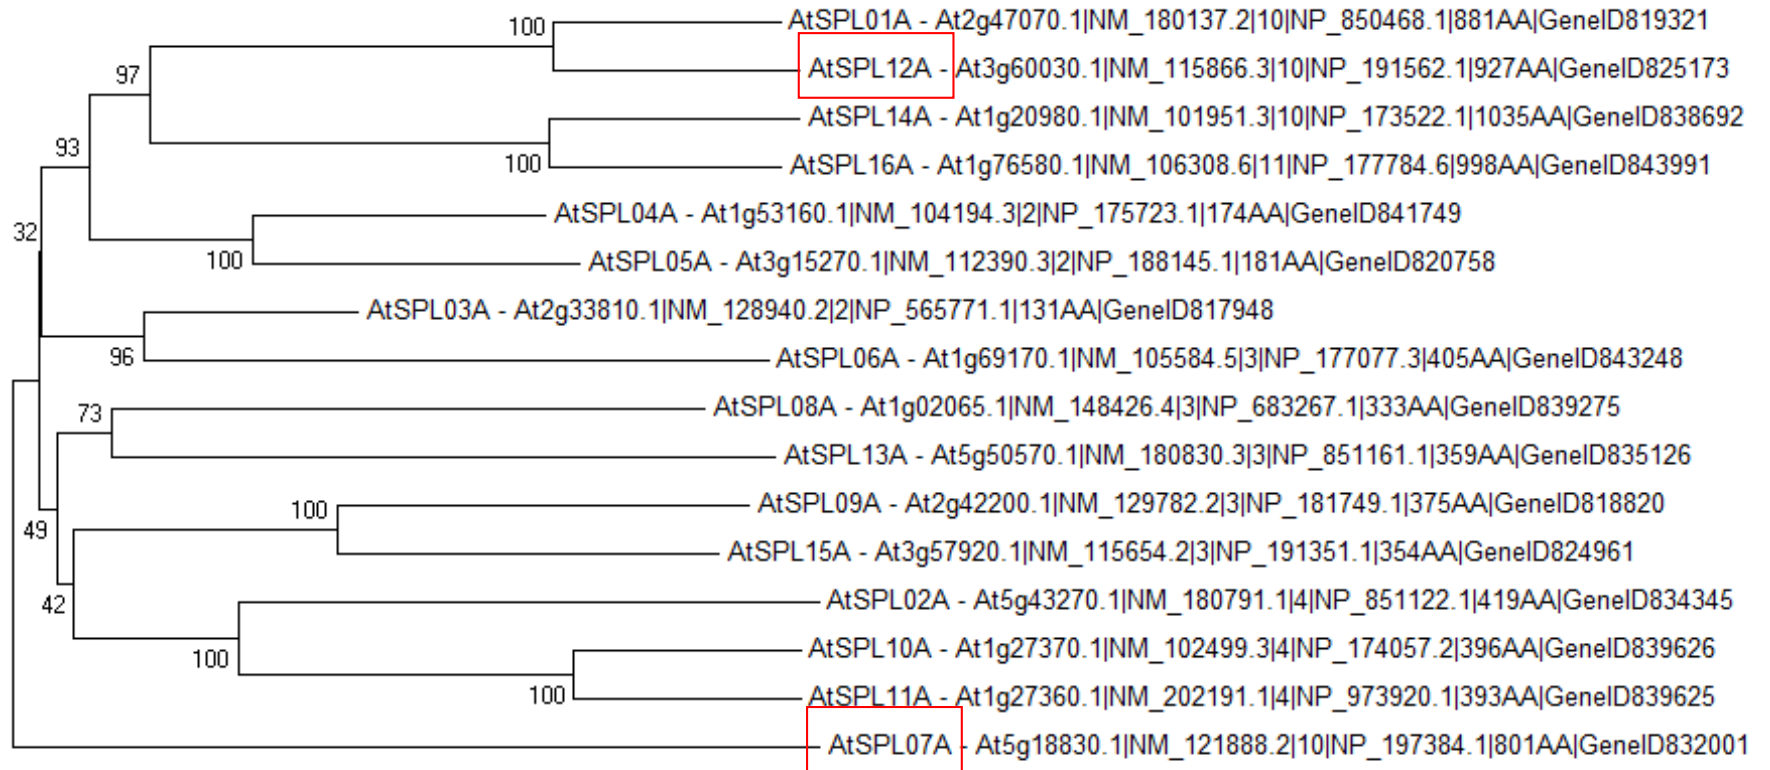 100
AtSPL01A - At2g47070.1|NM_180137.2|10|NP_850468.1|881AA|GeneID819321
97
AtSPL12A - At3g60030.1|NM_115866.3|10|NP_191562.1|927AA|GeneID825173
AtSPL14A - At1g20980.1|NM_101951.3|10|NP_173522.1|1035AA|GeneID838692
93
100
AtSPL16A - At1g76580.1|NM_106308.6|11|NP_177784.6|998AA|GeneID843991
AtSPL04A - At1g53160.1|NM_104194.3|2|NP_175723.1|174AA|GeneID841749
32
100
AtSPL05A - At3g15270.1|NM_112390.3|2|NP_188145.1|181AA|GeneID820758
AtSPL03A - At2g33810.1|NM_128940.2|2|NP_565771.1|131AA|GeneID817948
96
AtSPL06A - At1g69170.1|NM_105584.5|3|NP_177077.3|405AA|GeneID843248
73
AtSPL08A - At1g02065.1|NM_148426.4|3|NP_683267.1|333AA|GeneID839275
AtSPL13A - At5g50570.1|NM_180830.3|3|NP_851161.1|359AA|GeneID835126
100
AtSPL09A - At2g42200.1|NM_129782.2|3|NP_181749.1|375AA|GeneID818820
49
AtSPL15A - At3g57920.1|NM_115654.2|3|NP_191351.1|354AA|GeneID824961
42
AtSPL02A - At5g43270.1|NM_180791.1|4|NP_851122.1|419AA|GeneID834345
100
AtSPL10A - At1g27370.1|NM_102499.3|4|NP_174057.2|396AA|GeneID839626
100
AtSPL11A - At1g27360.1|NM_202191.1|4|NP_973920.1|393AA|GeneID839625
AtSPL07A - At5g18830.1|NM_121888.2|10|NP_197384.1|801AA|GeneID832001